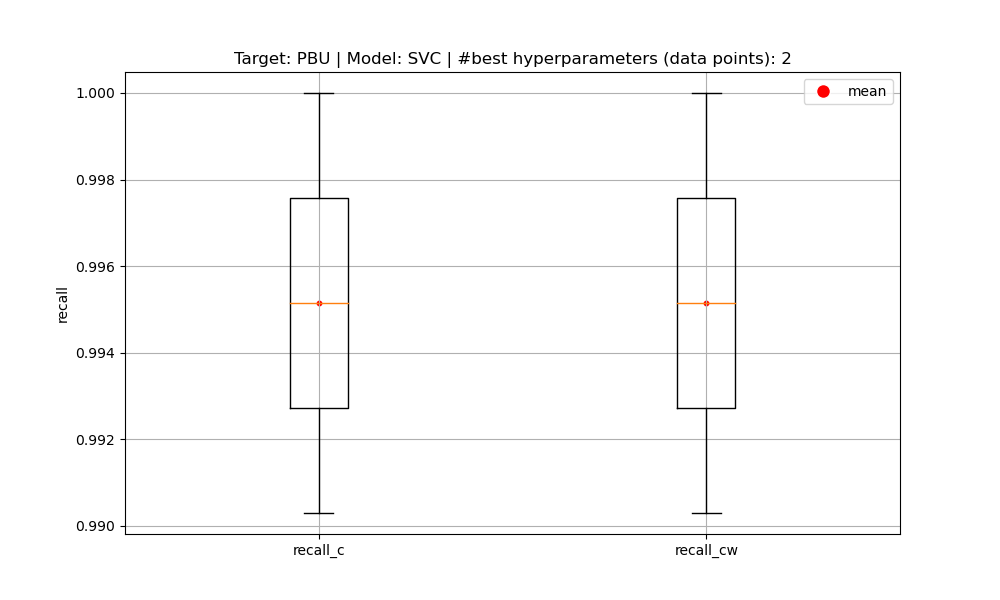 Target: PBU | Model: SVC | #best hyperparameters (data points): 2
mean
1.000
0.998
0.996
0.994
0.992
0.990
recall
recall_c
recall_cw